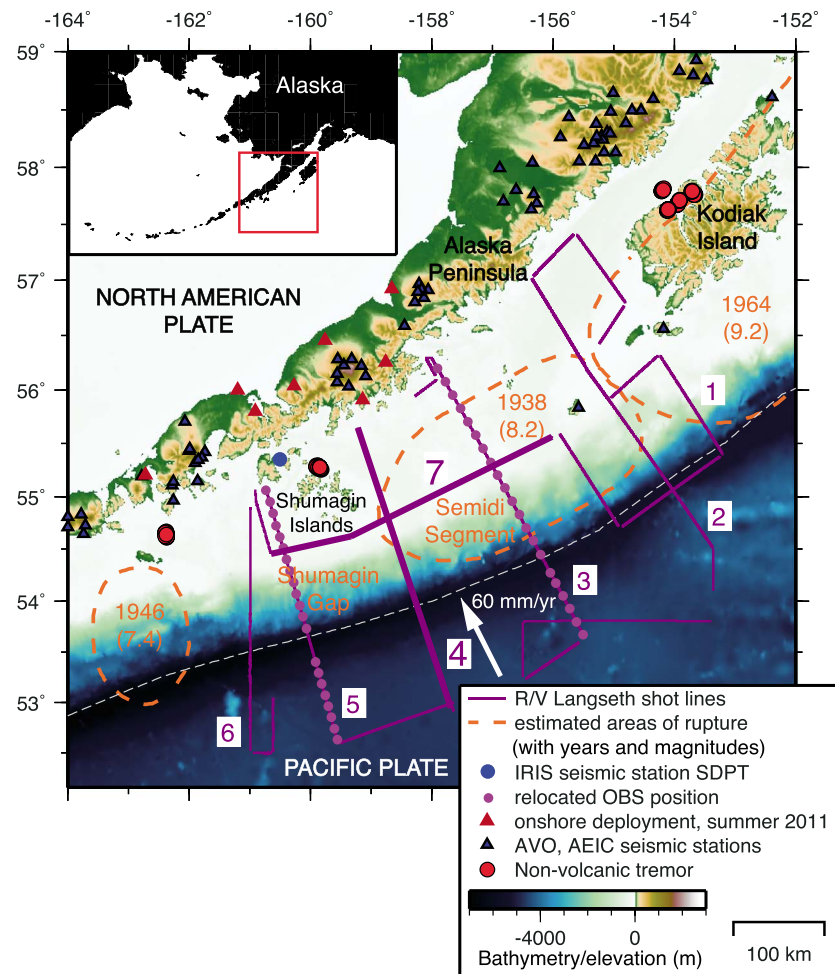 -164°
-162°
-160°
-158°
-156°
-154°
-152°
59°
58°
57°
56°
55°
54°
53°
Alaska
Kodiak
Island
Alaska
Peninsula
NORTH AMERICAN
PLATE
1964
(9.2)
1938
(8.2)
1
7
Shumagin
Islands
Semidi
Segment
2
Shumagin
Gap
3
60 mm/yr
1946
(7.4)
4
5
6
PACIFIC PLATE
R/V Langseth shot lines
estimated areas of rupture
(with years and magnitudes)
IRIS seismic station SDPT
relocated OBS position
onshore deployment, summer 2011
AVO, AEIC seismic stations
Non-volcanic tremor
-4000
0
Bathymetry/elevation (m)
100 km